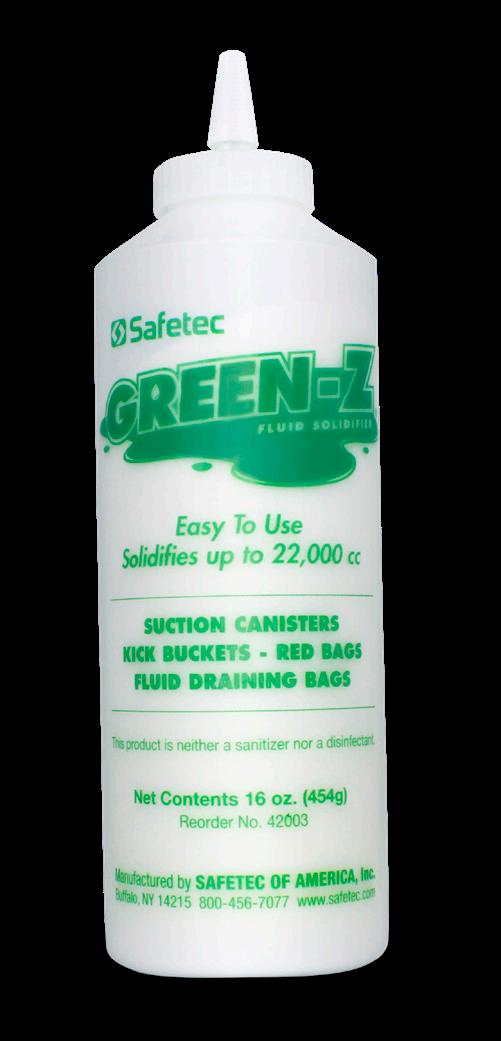 Safetec
GREEN-Z
FLUID SOLIDIFIER
Easy To Use
Solidifies up to 22,000 cc
SUCTION CANISTERS
KICK BUCKETS - RED BAGS
FLUID DRAINING BAGS
This product is neither a sanitizer nor a disinfectant.
Net Contents 16 oz. (454g)
Reorder No. 42003
Manufactured by SAFETEC OF AMERICA, Inc.
Buffalo, NY 14215 800-456-7077 www.safetec.com